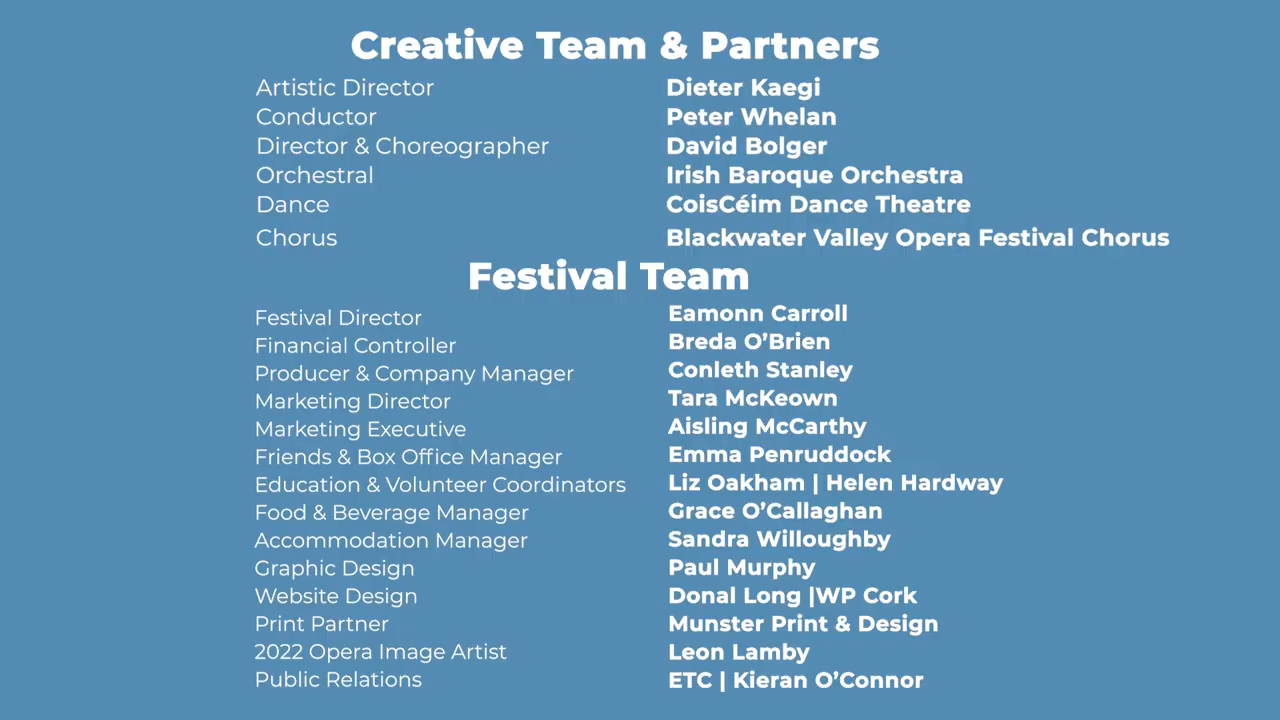 Creative Team & Partners
Artistic Director Dieter Kaegi
Conductor Peter Whelan
Director & Choreographer David Bolger
Orchestral Irish Baroque Orchestra
Dance CoisCéim Dance Theatre
Chorus Blackwater Valley Opera Festival Chorus
Festival Team
Festival Director Eamonn Carroll
Financial Controller Breda O’Brien
Producer & Company Manager Conleth Stanley
Marketing Director Tara McKeown
Marketing Executive Aisling McCarthy
Friends & Box Office Manager Emma Penruddock
Education & Volunteer Coordinators Liz Oakham | Helen Hardway
Food & Beverage Manager Grace O’Callaghan
Accommodation Manager Sandra Willoughby
Graphic Design Paul Murphy
Website Design Donal Long |WP Cork
Print Partner Munster Print & Design
2022 Opera Image Artist Leon Lamby
Public Relations ETC | Kieran O’Connor